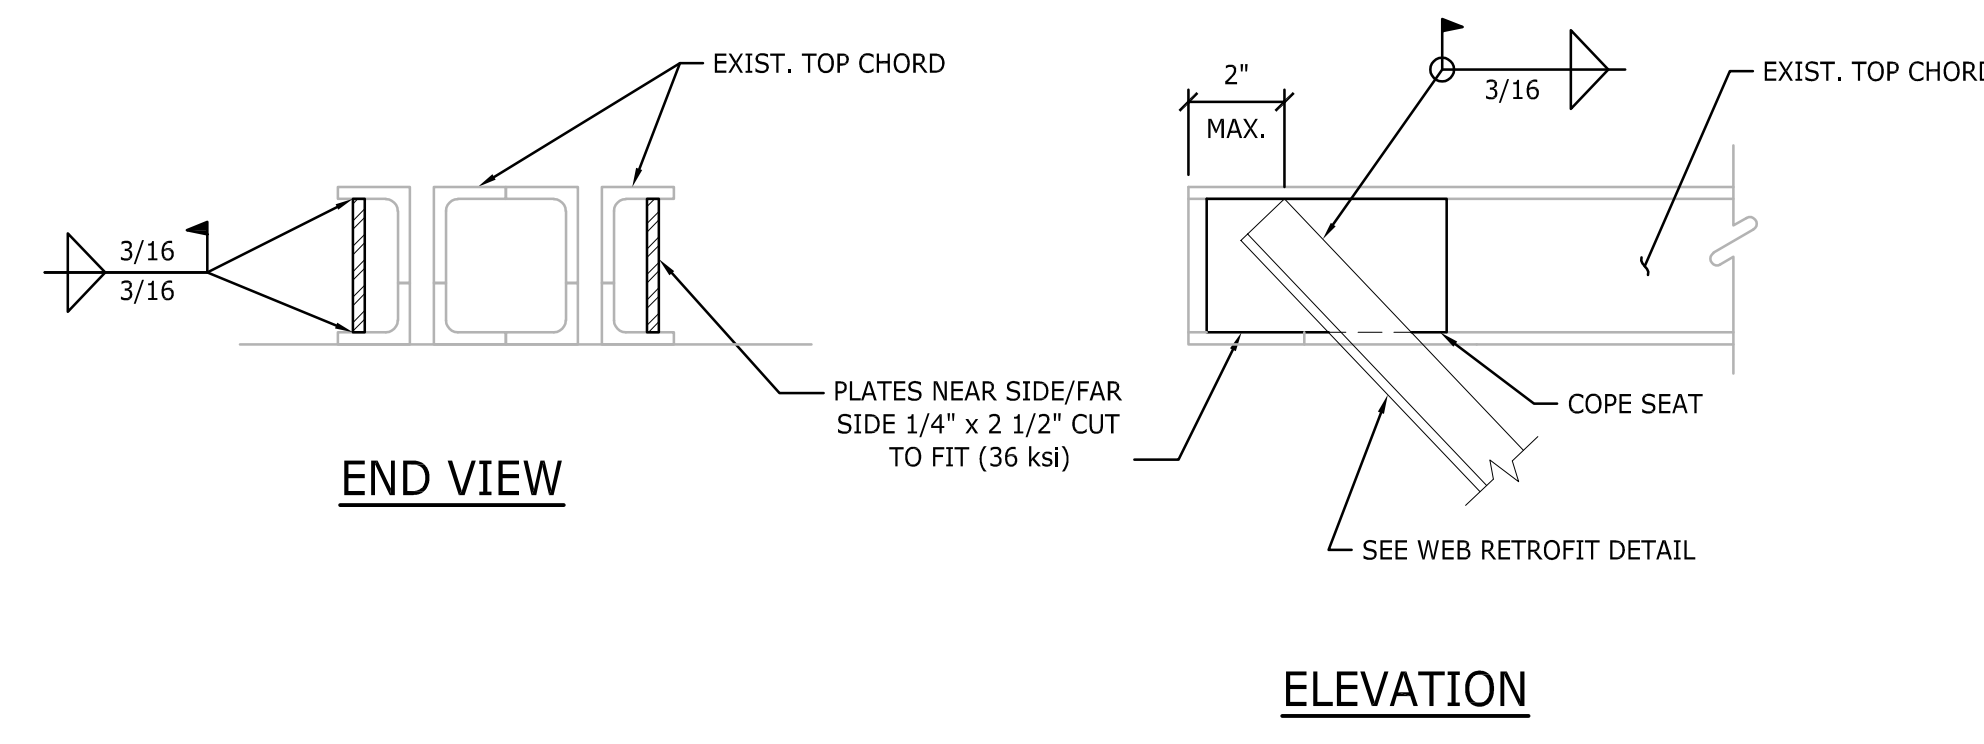 EXIST. TOP CHORD
3/16
3/16
PLATES NEAR SIDE/FAR
SIDE 1/4" x 2 1/2" CUT
TO FIT (36 ksi)
END VIEW
2"
MAX.
3/16
EXIST. TOP CHORD
COPE SEAT
SEE WEB RETROFIT DETAIL
ELEVATION